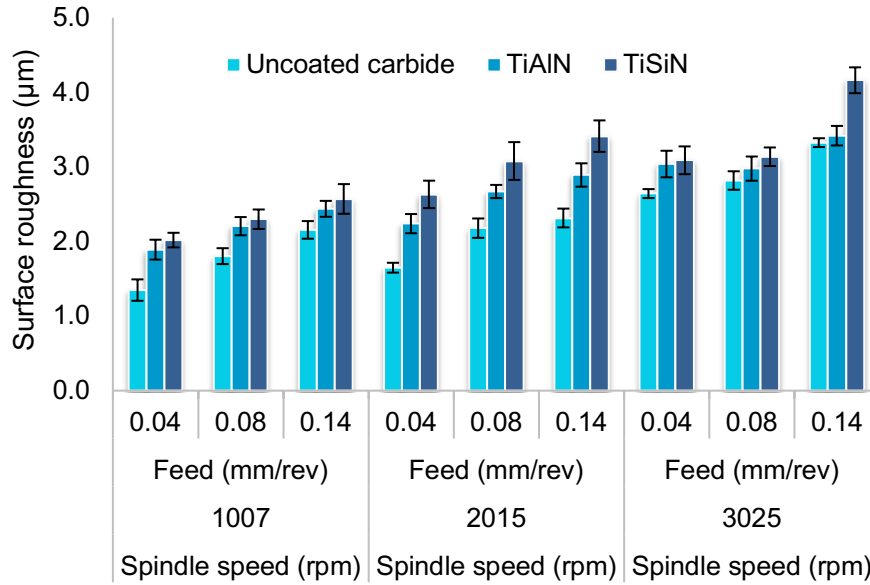 Surface roughness (µm)
5.0
4.0
3.0
2.0
1.0
0.0
Uncoated carbide TiAlN TiSiN
0.04 0.08 0.14 0.04 0.08 0.14 0.04 0.08 0.14
Feed (mm/rev) Feed (mm/rev) Feed (mm/rev)
1007 2015 3025
Spindle speed (rpm) Spindle speed (rpm) Spindle speed (rpm)